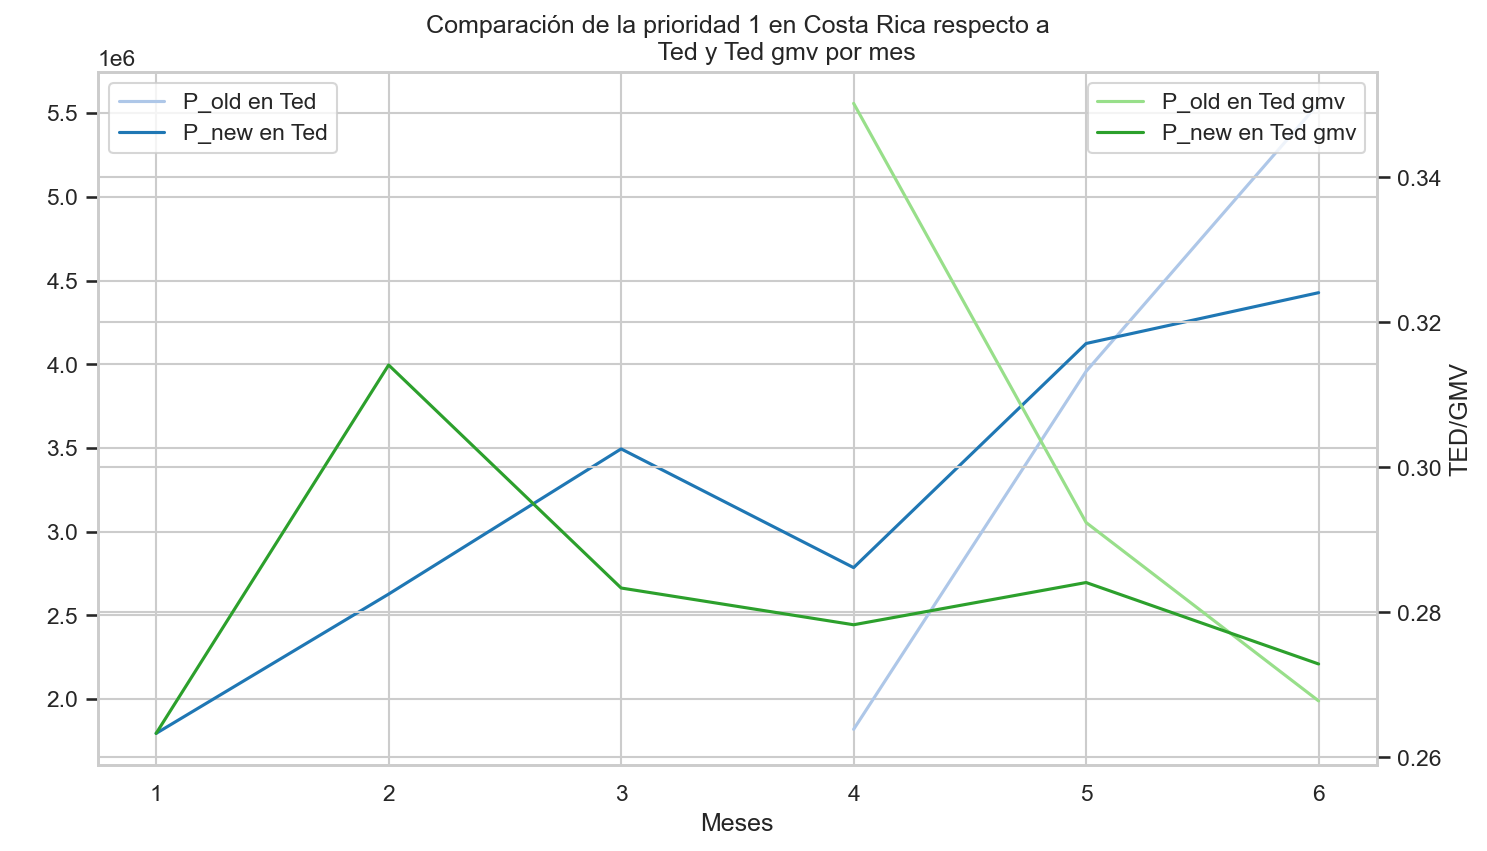 Comparación de la prioridad 1 en Costa Rica respecto a
Ted y Ted gmv por mes
1e6
P_old en Ted
P_new en Ted
P_old en Ted gmv
P_new en Ted gmv
5.5
5.0
4.5
4.0
3.5
3.0
2.5
2.0
0.34
0.32
0.30
0.28
0.26
TED/GMV
1 2 3 4 5 6
Meses